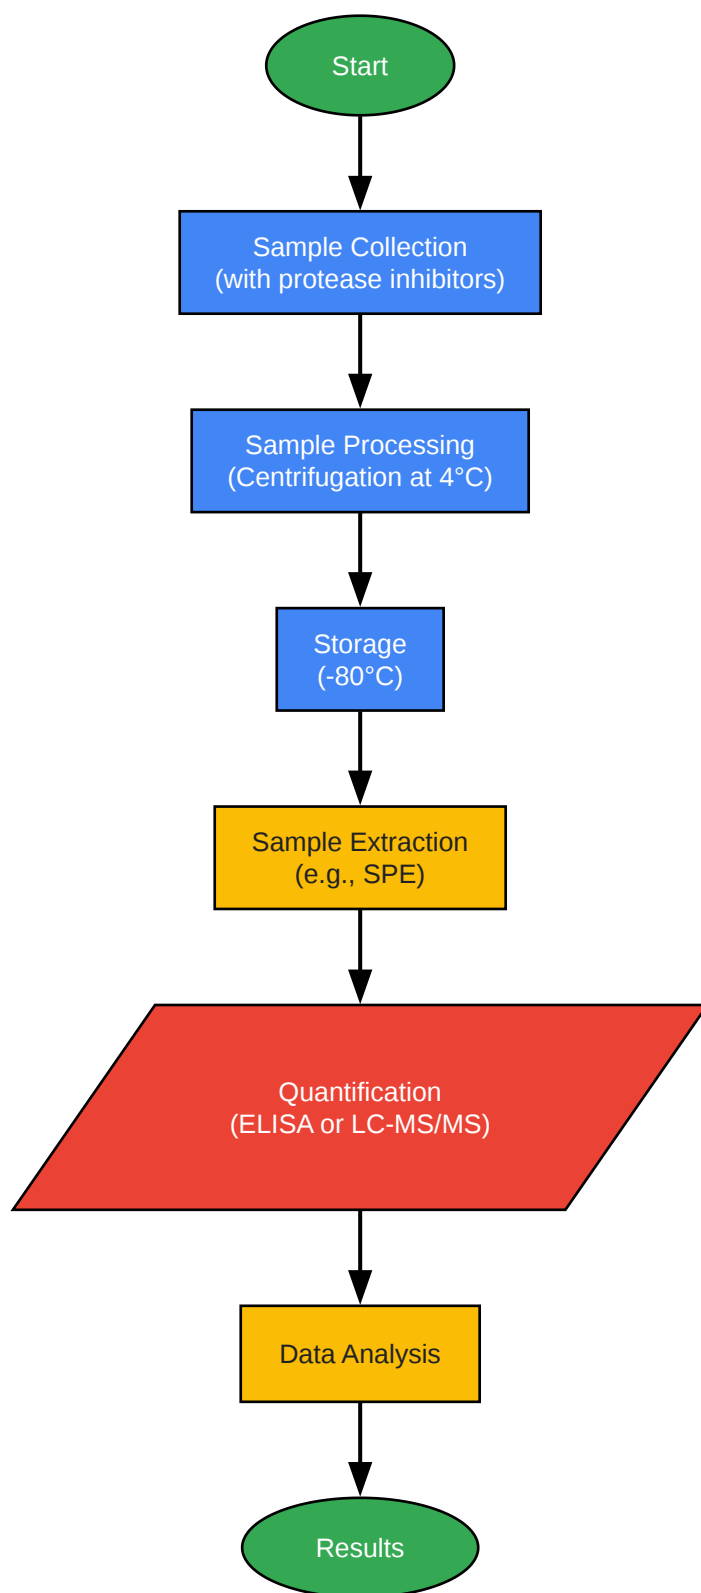 Start
Sample Collection
(with protease inhibitors)
Sample Processing
(Centrifugation at 4°C)
Storage
(-80°C)
Sample Extraction
(e.g., SPE)
Quantification
(ELISA or LC-MS/MS)
Data Analysis
Results